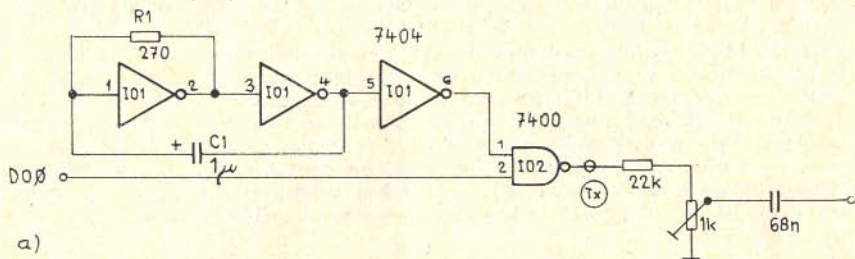 R1
270
7404
1 IO1 2
3 IO1 4
5 IO1 6
+ C1
1µ
7400
1
2 IO2
DOØ
Tx
22k
1k
68n
a)